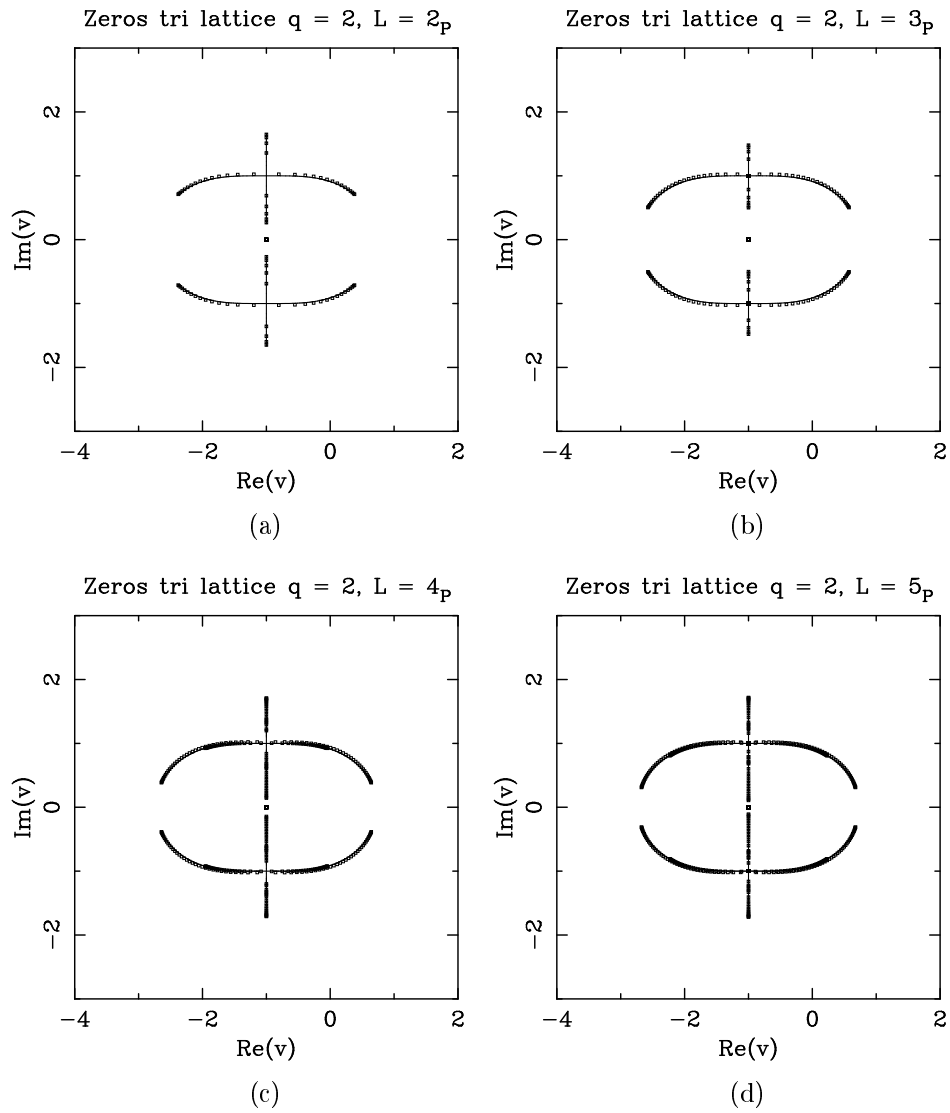 Zeros tri lattice q = 2, L = 2P
Zeros tri lattice q = 2, L = 3P
2
0
−2
Im(v)
−4
−2
0
2
Re(v)
(a)
2
0
−2
Im(v)
−4
−2
0
2
Re(v)
(b)
Zeros tri lattice q = 2, L = 4P
Zeros tri lattice q = 2, L = 5P
2
0
−2
Im(v)
−4
−2
0
2
Re(v)
(c)
2
0
−2
Im(v)
−4
−2
0
2
Re(v)
(d)